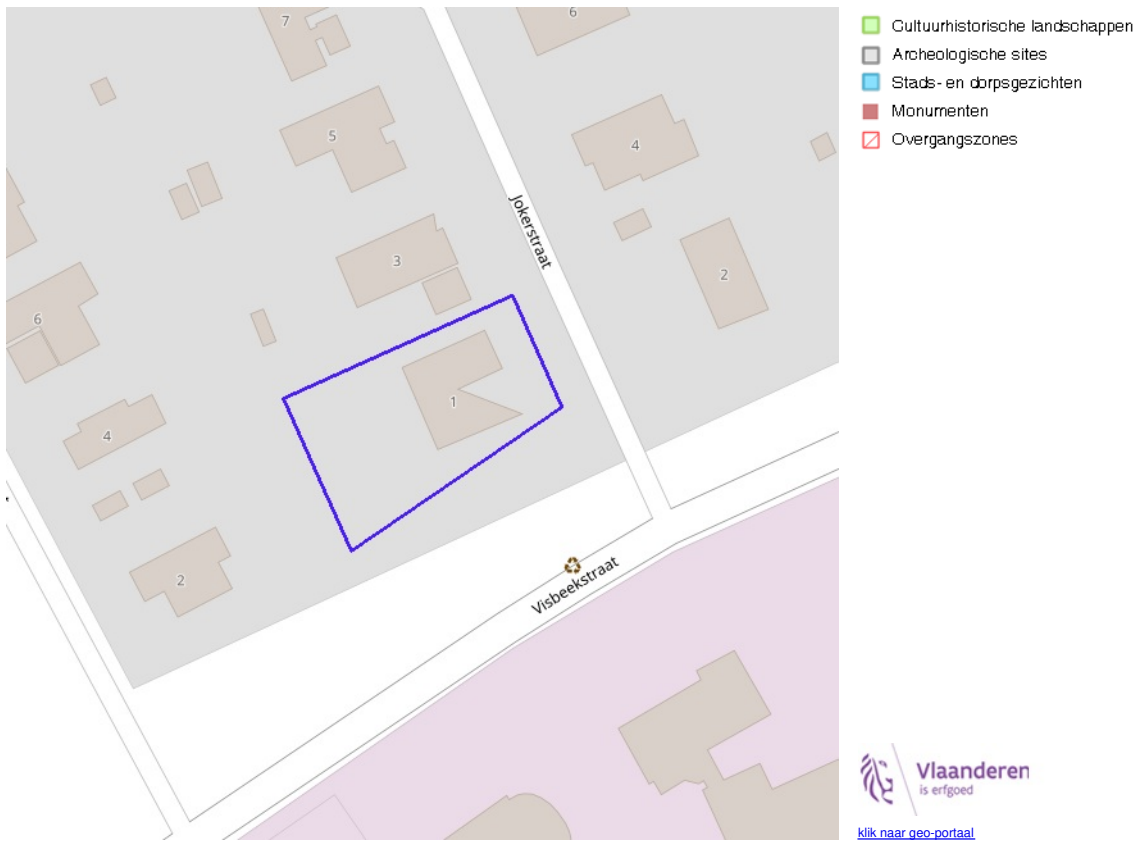 7
6
5
4
Jokerstraat
3
2
6
1
4
2
Visbeekstraat
Cultuurhistorische landschappen
Archeologische sites
Stads- en dorpsgezichten
Monumenten
Overgangszones
Vlaanderen
is erfgoed
klik naar geo-portaal